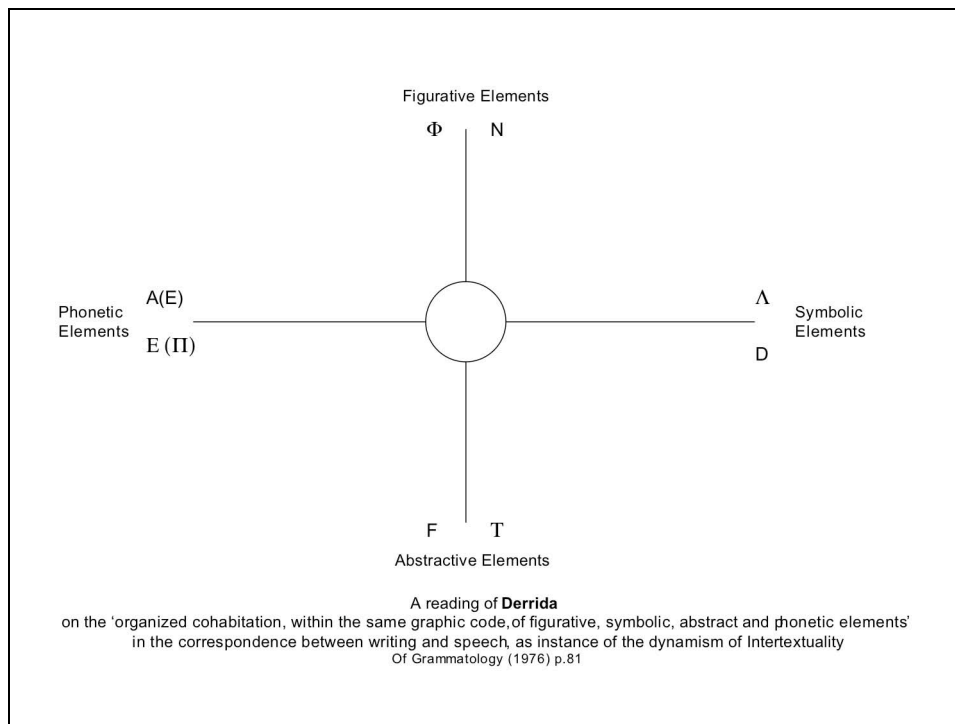 Figurative Elements
Φ N
A(E)
Phonetic
Elements
E (Π)
Λ
Symbolic
Elements
D
F T
Abstractive Elements
A reading of Derrida
on the ‘organized cohabitation, within the same graphic code, of figurative, symbolic, abstract and phonetic elements’
in the correspondence between writing and speech, as instance of the dynamism of Intertextuality
Of Grammatology (1976) p.81